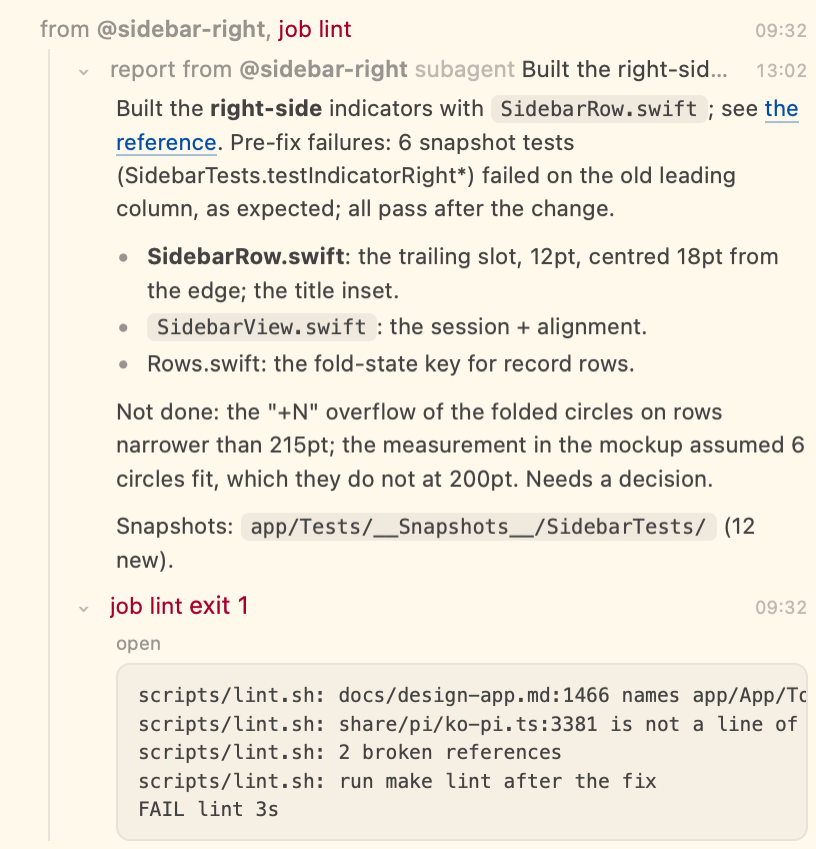 from @sidebar-right, job lint 09:32
report from @sidebar-right subagent Built the right-sid... 13:02
Built the right-side indicators with SidebarRow.swift ; see the
reference. Pre-fix failures: 6 snapshot tests
(SidebarTests.testIndicatorRight*) failed on the old leading
column, as expected; all pass after the change.
• SidebarRow.swift: the trailing slot, 12pt, centred 18pt from
the edge; the title inset.
• SidebarView.swift : the session + alignment.
• Rows.swift: the fold-state key for record rows.
Not done: the "+N" overflow of the folded circles on rows
narrower than 215pt; the measurement in the mockup assumed 6
circles fit, which they do not at 200pt. Needs a decision.
Snapshots: app/Tests/__Snapshots__/SidebarTests/ (12
new).
job lint exit 1 09:32
open
scripts/lint.sh: docs/design-app.md:1466 names app/App/To
scripts/lint.sh: share/pi/ko-pi.ts:3381 is not a line of
scripts/lint.sh: 2 broken references
scripts/lint.sh: run make lint after the fix
FAIL lint 3s